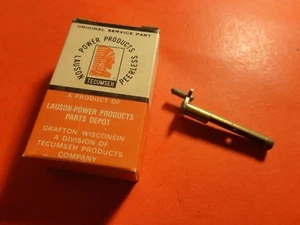 ORIGINAL SERVICE PART
LAUSON POWER PRODUCTS PEERLESS
TECUMSEH
A PRODUCT OF
LAUSON-POWER PRODUCTS
PARTS DEPOT
GRAFTON, WISCONSIN
A DIVISION OF
TECUMSEH PRODUCTS
COMPANY